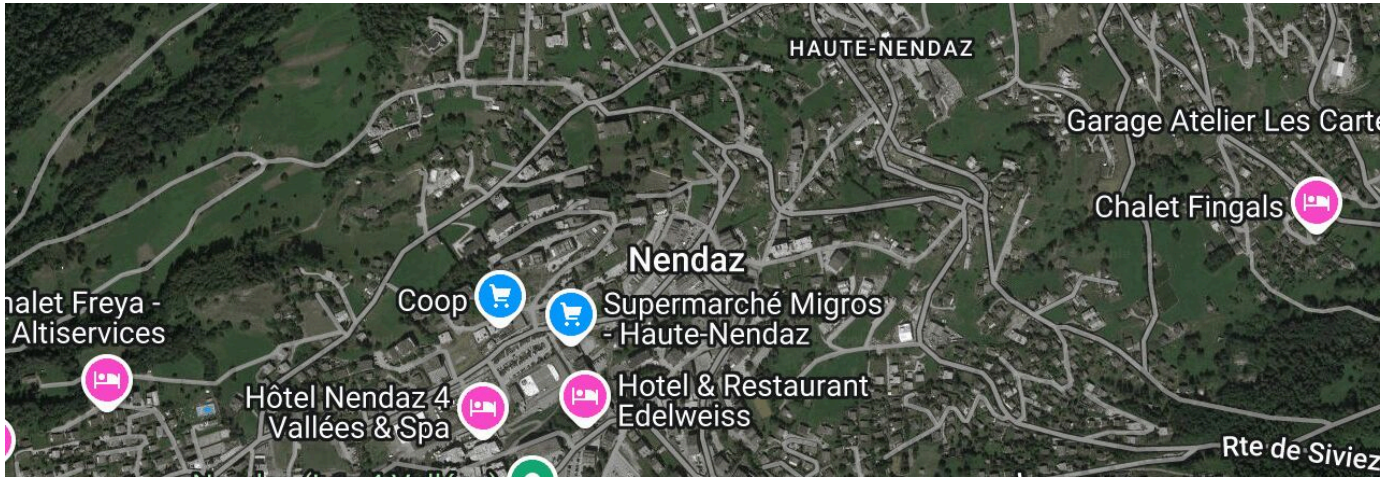 HAUTE-NENDAZ
Garage Atelier Les Carte
Chalet Fingals
Nendaz
Coop
Supermarché Migros
- Haute-Nendaz
halet Freya -
Altiservices
Hôtel Nendaz 4
Vallées & Spa
Hotel & Restaurant
Edelweiss
Rte de Siviez